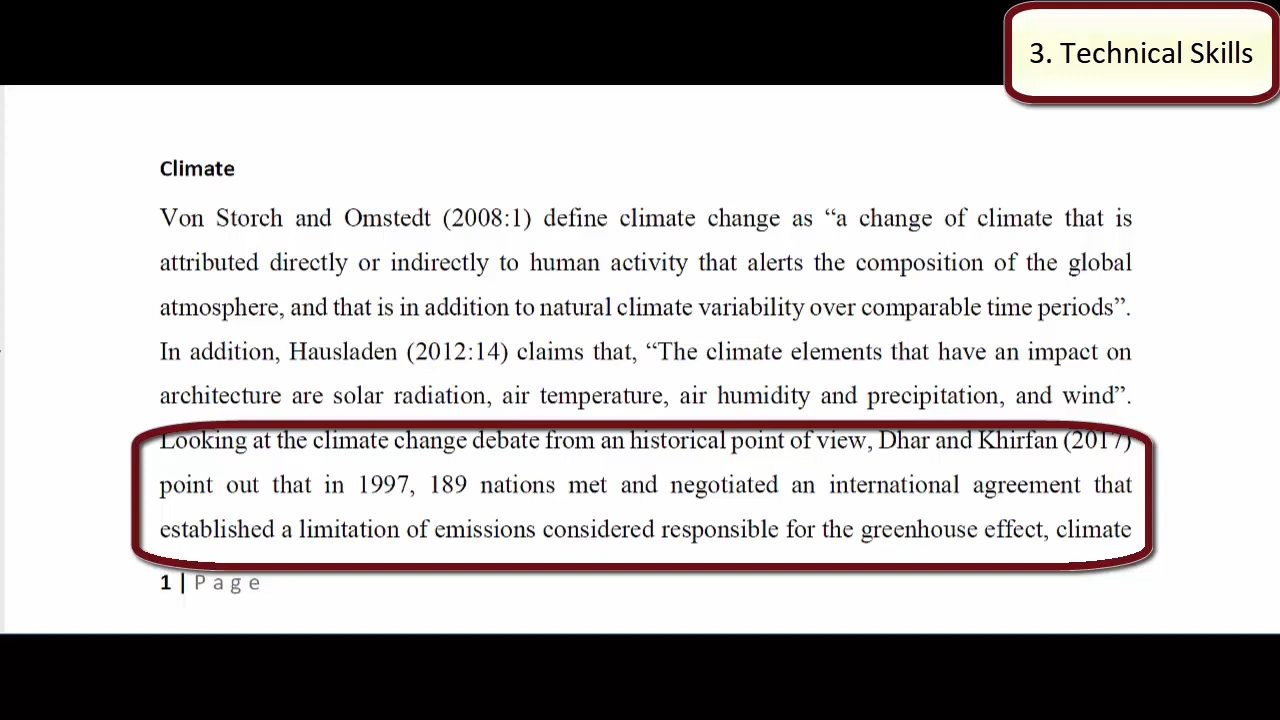 3. Technical Skills
Climate
Von Storch and Omstedt (2008:1) define climate change as “a change of climate that is
attributed directly or indirectly to human activity that alerts the composition of the global
atmosphere, and that is in addition to natural climate variability over comparable time periods”.
In addition, Hausladen (2012:14) claims that, “The climate elements that have an impact on
architecture are solar radiation, air temperature, air humidity and precipitation, and wind”.
Looking at the climate change debate from an historical point of view, Dhar and Khirfan (2017)
point out that in 1997, 189 nations met and negotiated an international agreement that
established a limitation of emissions considered responsible for the greenhouse effect, climate
1 | Page